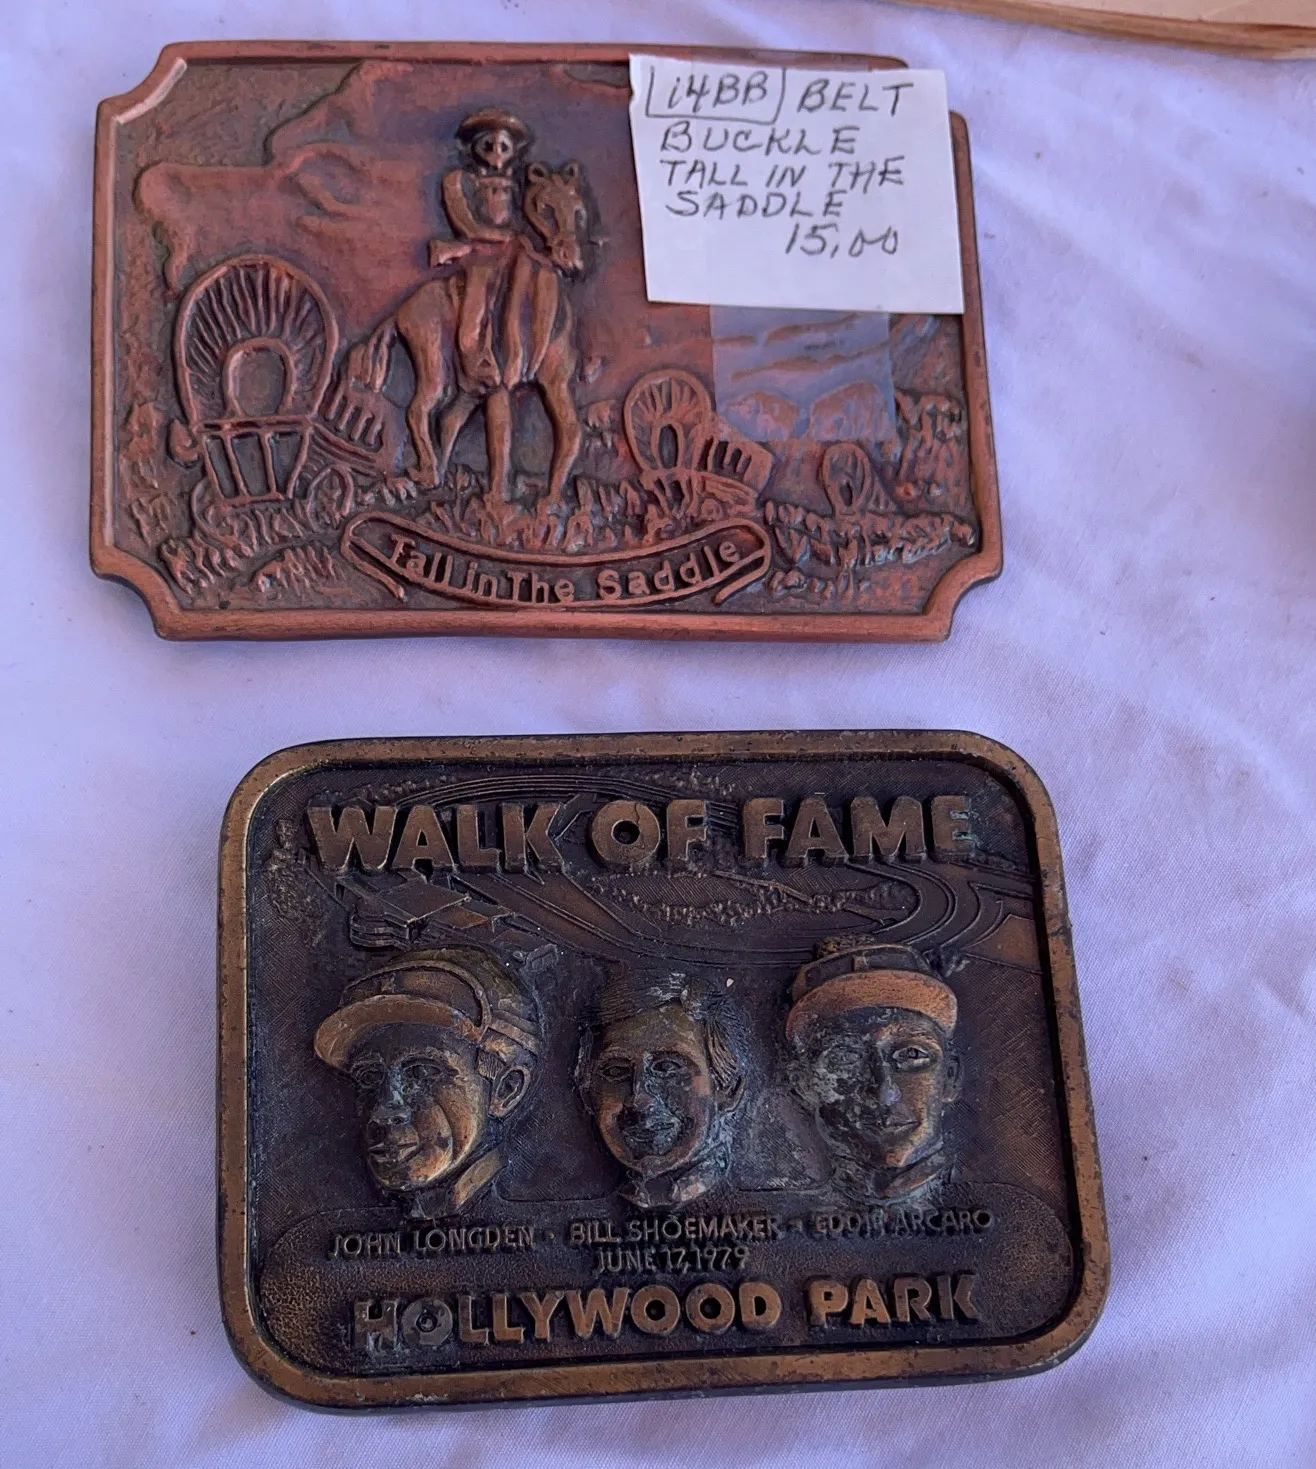 14BB BELT
BUCKLE
TALL IN THE
SADDLE
15.00
Tall in The Saddle
WALK OF FAME
JOHN LONGDEN · BILL SHOEMAKER · EDDIE ARCARO
JUNE 17, 1979
HOLLYWOOD PARK